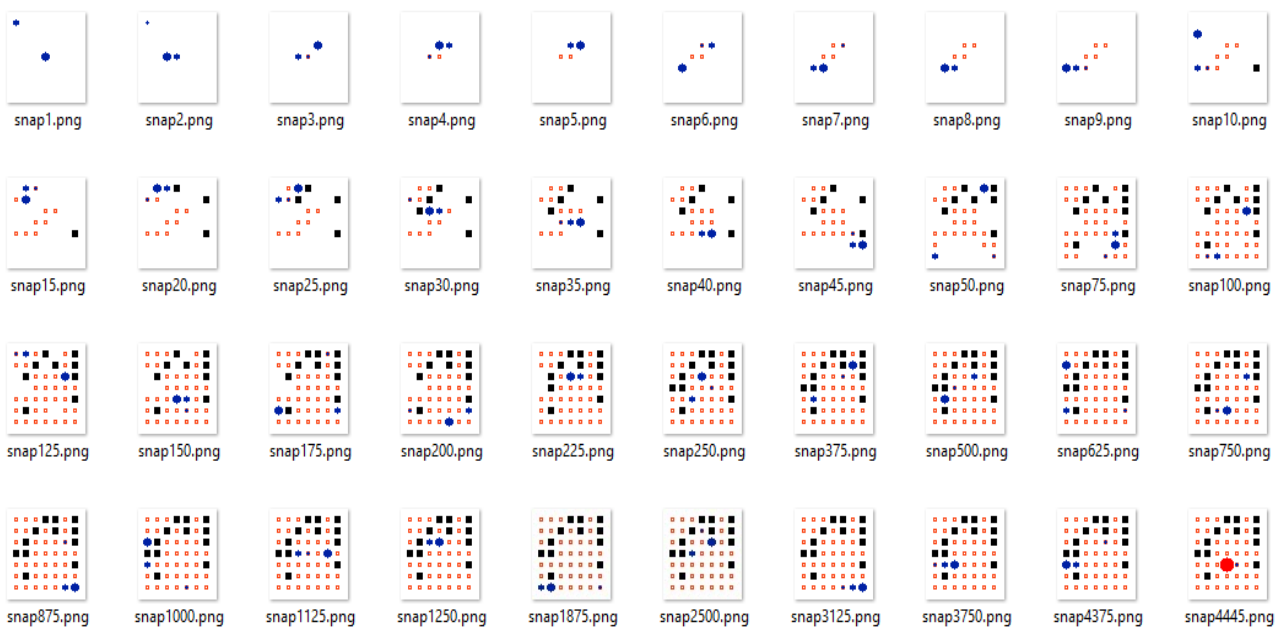 snap1.png snap2.png snap3.png snap4.png snap5.png snap6.png snap7.png snap8.png snap9.png snap10.png
snap15.png snap20.png snap25.png snap30.png snap35.png snap40.png snap45.png snap50.png snap75.png snap100.png
snap125.png snap150.png snap175.png snap200.png snap225.png snap250.png snap375.png snap500.png snap625.png snap750.png
snap875.png snap1000.png snap1125.png snap1250.png snap1875.png snap2500.png snap3125.png snap3750.png snap4375.png snap4445.png